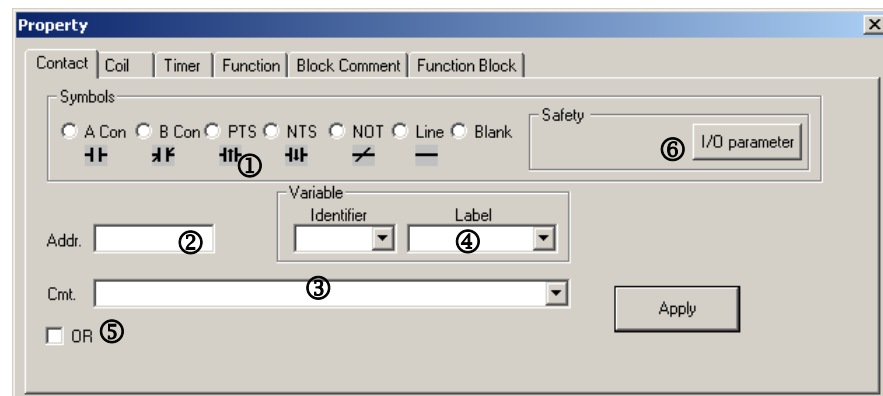 Property
Contact Coil Timer Function Block Comment Function Block
Symbols
A Con B Con PTS NTS NOT Line Blank
Safety
⑥ I/O parameter
①
Variable
Identifier Label
Addr. ② ④
Cmt. ③
Apply
OR ⑤